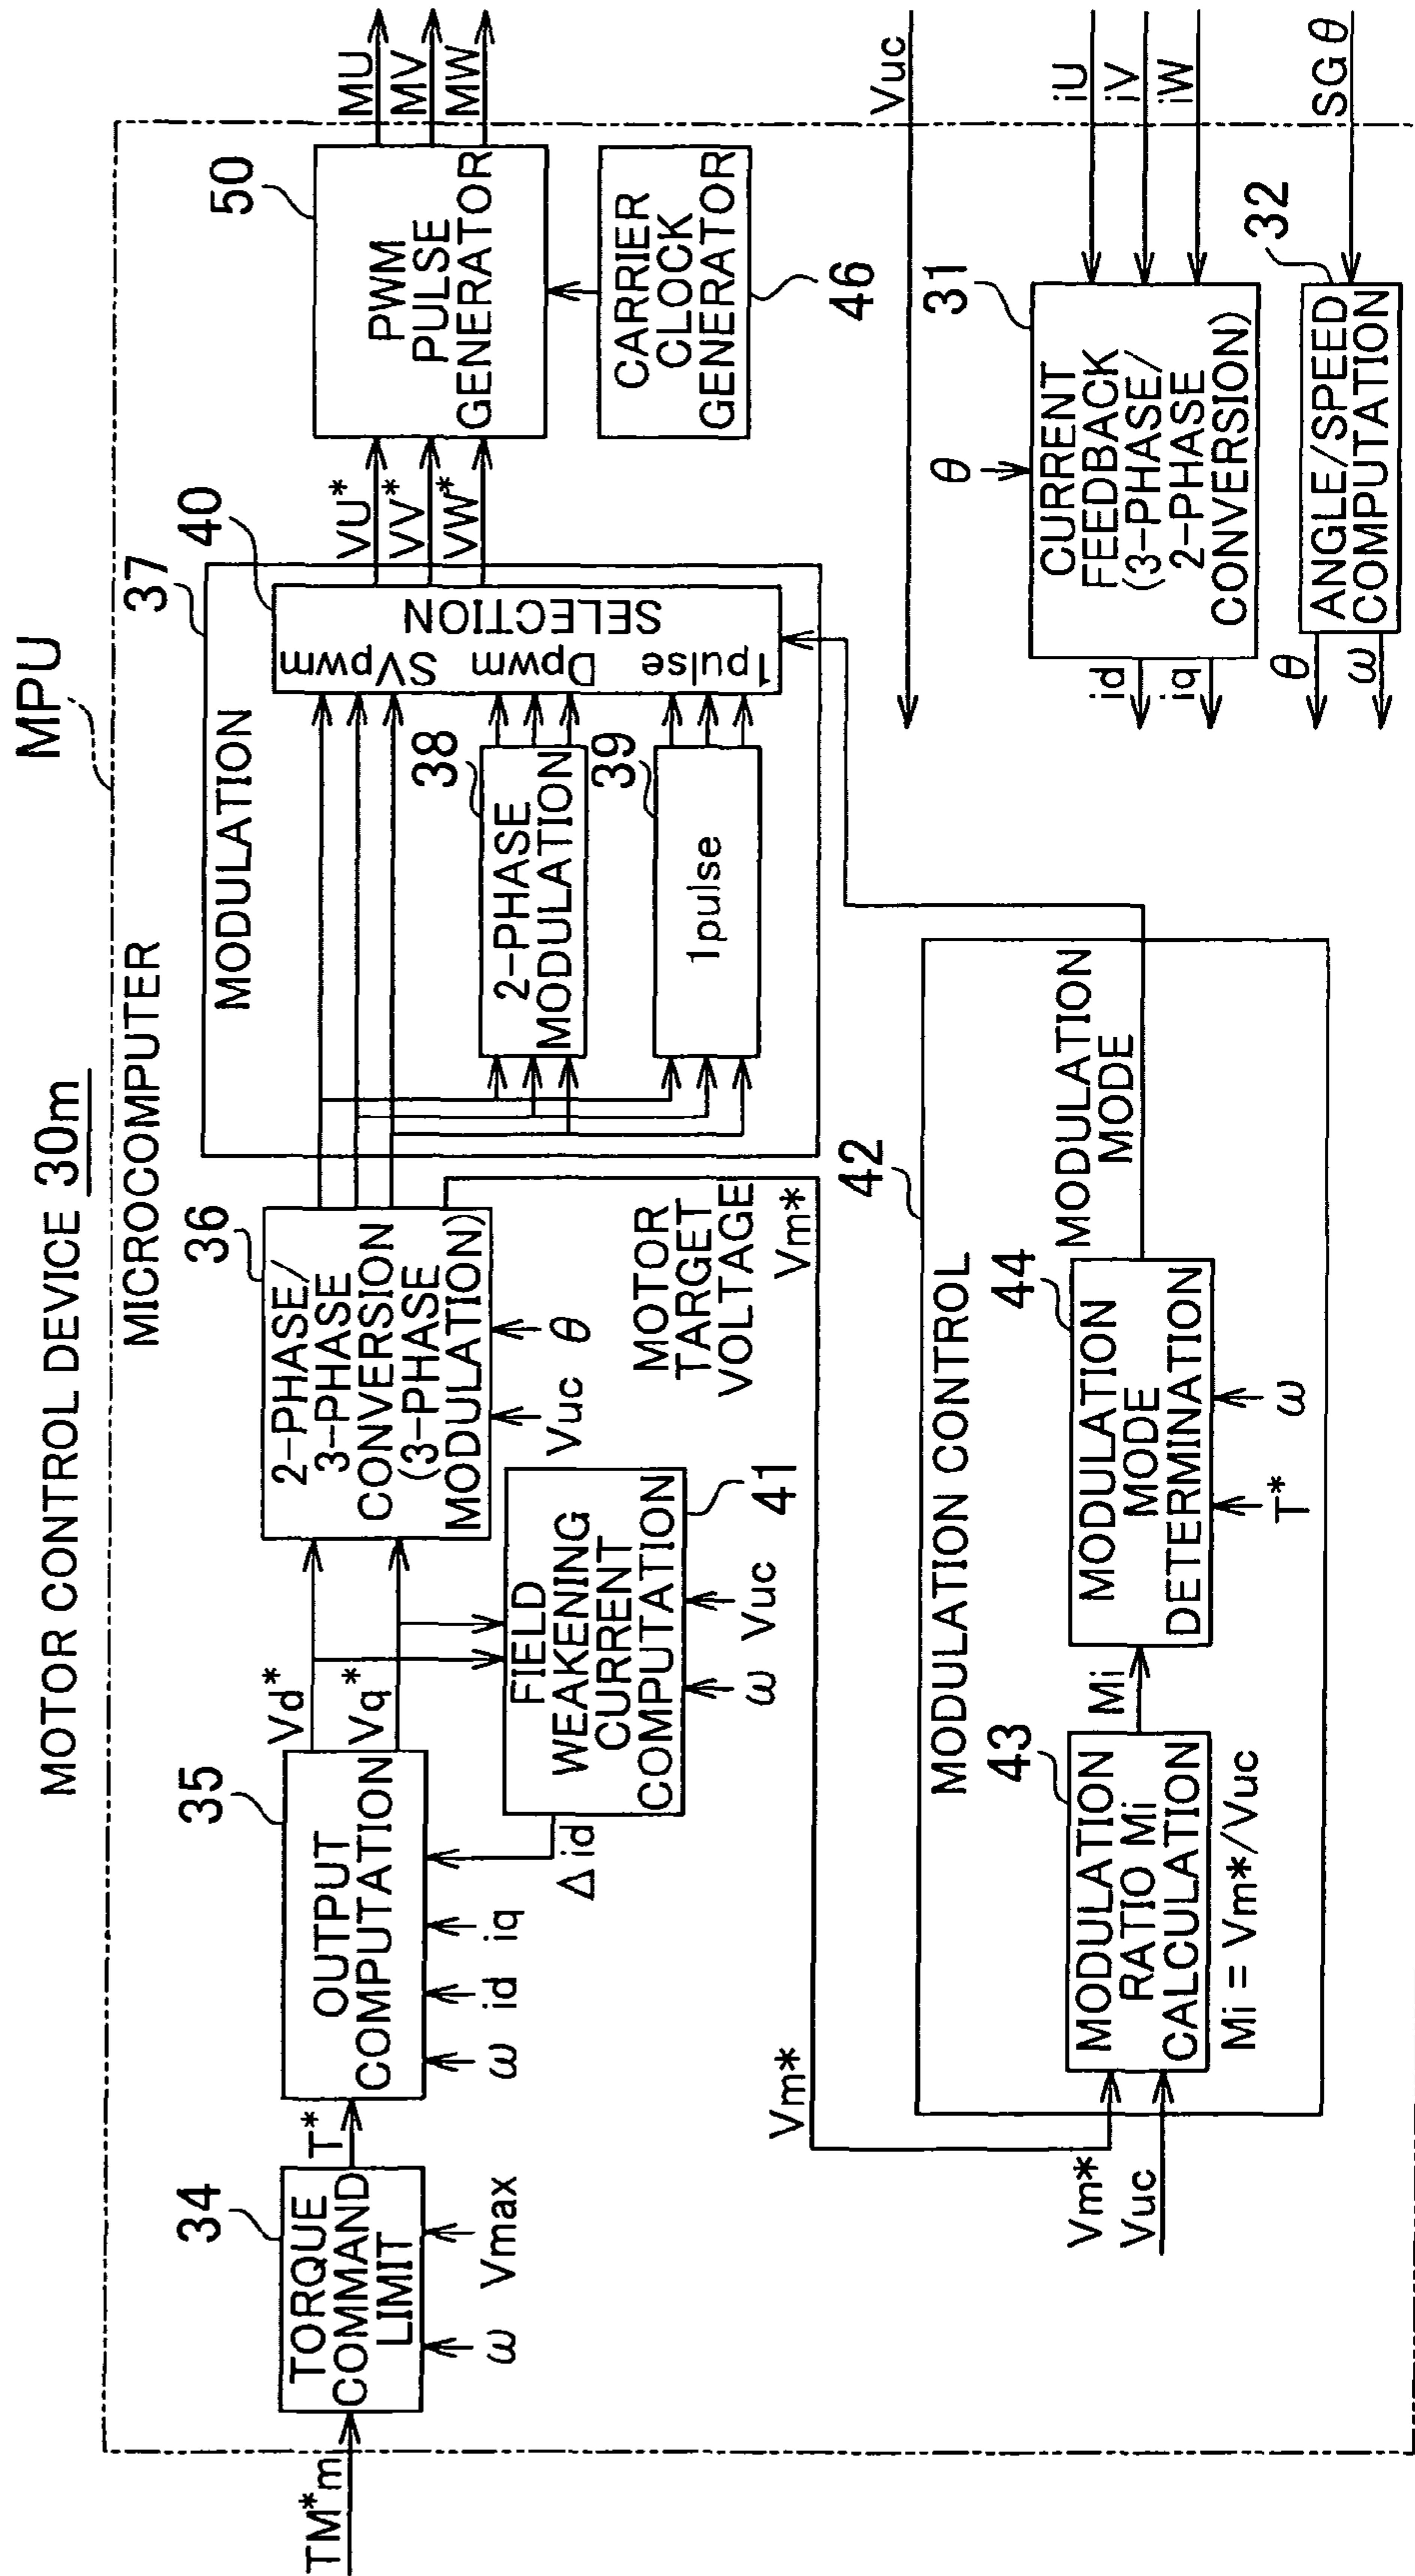 MOTOR CONTROL DEVICE 30m
MPU
MICROCOMPUTER
TM*m
34
TORQUE
COMMAND
LIMIT
ω
Vmax
T*
35
OUTPUT
COMPUTATION
ω
id
iq
Δid
Vd*
Vq*
FIELD
WEAKENING
CURRENT
COMPUTATION
41
ω
Vuc
36
2-PHASE/
3-PHASE
CONVERSION
(3-PHASE
MODULATION)
Vuc
θ
MOTOR
TARGET
VOLTAGE
Vm*
37
MODULATION
38
2-PHASE
MODULATION
39
1pulse
40
SELECTION
SVpwm
Dpwm
1pulse
VU*
VV*
VW*
50
PWM
PULSE
GENERATOR
MU
MV
MW
CARRIER
CLOCK
GENERATOR
46
Vm*
Vm*
Vuc
42
MODULATION CONTROL
43
MODULATION
RATIO Mi
CALCULATION
Mi = Vm*/Vuc
Mi
44
MODULATION
MODE
DETERMINATION
T*
ω
MODULATION
MODE
Vuc
31
CURRENT
FEEDBACK
(3-PHASE/
2-PHASE
CONVERSION)
θ
id
iq
iU
iV
iW
32
ANGLE/SPEED
COMPUTATION
θ
ω
SGθ